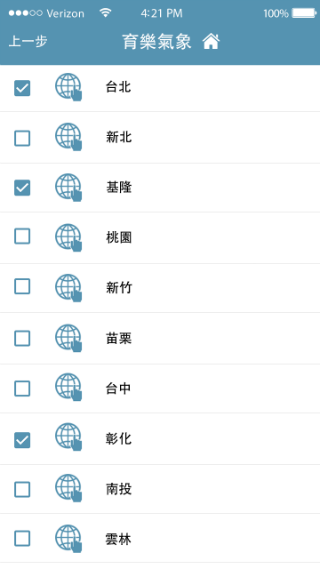 Verizon 4:21 PM 100%
上一步 育樂氣象
台北
新北
基隆
桃園
新竹
苗栗
台中
彰化
南投
雲林